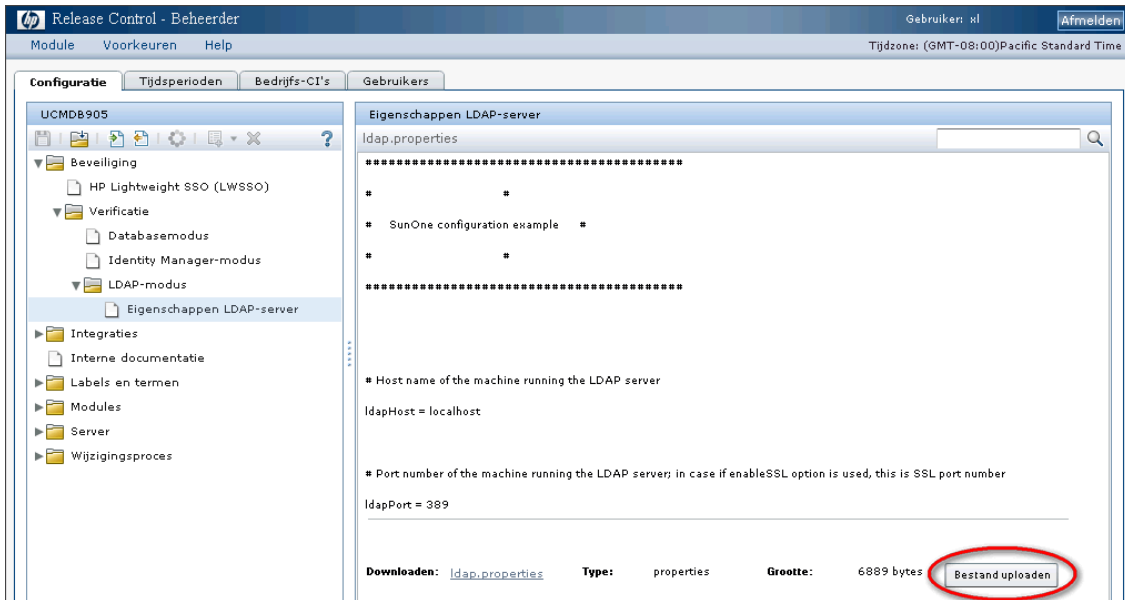 hp Release Control - Beheerder Gebruiker: xl Afmelden
Module Voorkeuren Help Tijdzone: (GMT-08:00)Pacific Standard Time
Configuratie Tijdsperioden Bedrijfs-CI's Gebruikers
UCMDB905
?
Beveiliging
HP Lightweight SSO (LWSSO)
Verificatie
Databasemodus
Identity Manager-modus
LDAP-modus
Eigenschappen LDAP-server
Integraties
Interne documentatie
Labels en termen
Modules
Server
Wijzigingsproces
Eigenschappen LDAP-server
ldap.properties
#########################################
# #
# SunOne configuration example #
# #
#########################################
# Host name of the machine running the LDAP server
ldapHost = localhost
# Port number of the machine running the LDAP server; in case if enableSSL option is used, this is SSL port number
ldapPort = 389
Downloaden: ldap.properties Type: properties Grootte: 6889 bytes Bestand uploaden